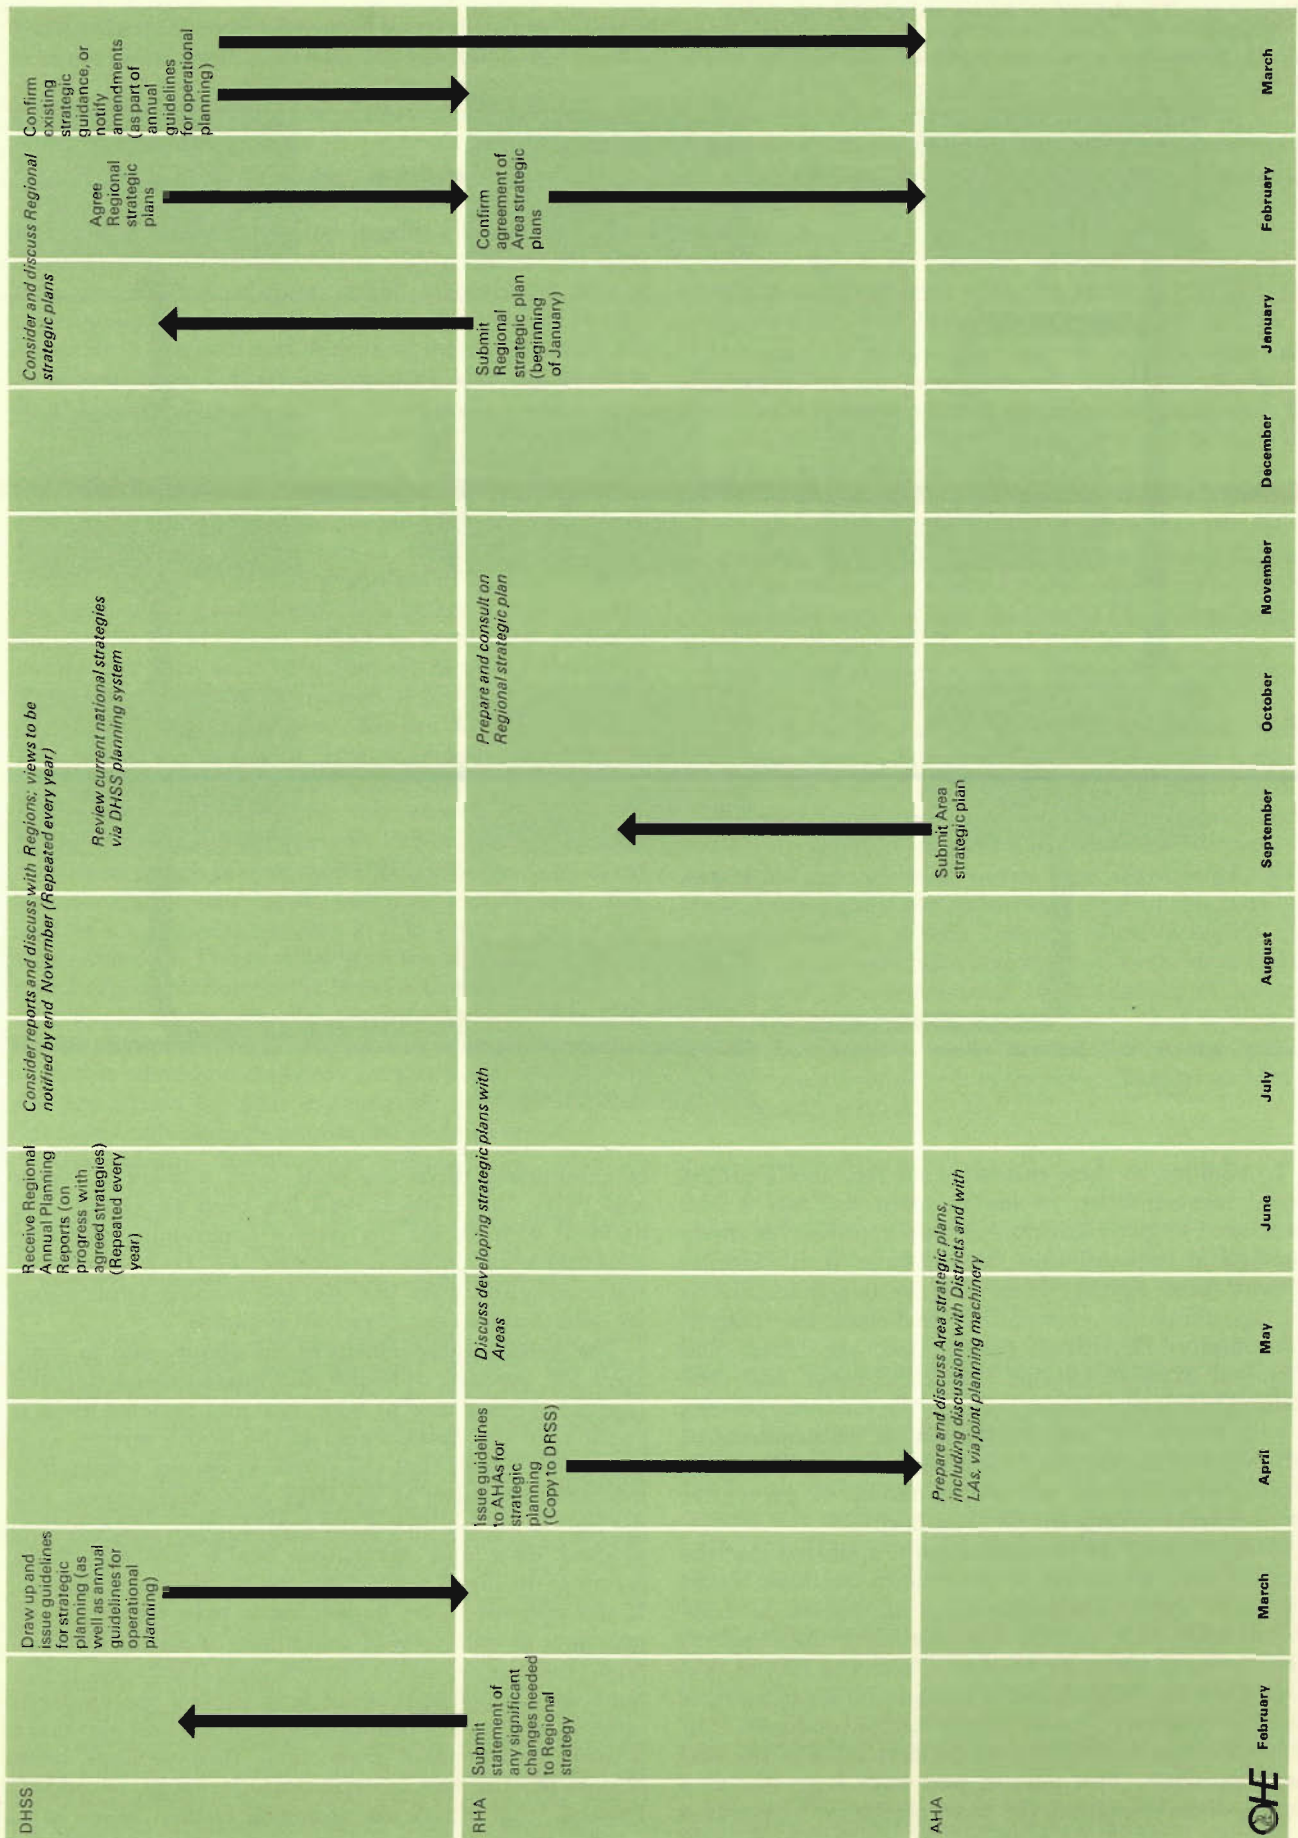 DHSS
Draw up and
issue guidelines
for strategic
planning (as
well as annual
guidelines for
operational
planning)
Receive Regional
Annual Planning
Reports (on
progress with
agreed strategies)
(Repeated every
year)
Consider reports and discuss with Regions; views to be
notified by end November (Repeated every year)
Review current national strategies
via DHSS planning system
Consider and discuss Regional
strategic plans
Agree
Regional
strategic
plans
Confirm
existing
strategic
guidance, or
notify
amendments
(as part of
annual
guidelines
for operational
planning)
RHA
Submit
statement of
any significant
changes needed
to Regional
strategy
Issue guidelines
to AHAs for
strategic
planning
(Copy to DRSS)
Discuss developing strategic plans with
Areas
Prepare and consult on
Regional strategic plan
Submit
Regional
strategic plan
(beginning
of January)
Confirm
agreement of
Area strategic
plans
AHA
Prepare and discuss Area strategic plans,
including discussions with Districts and with
LAs, via joint planning machinery
Submit Area
strategic plan
OHE
February
March
April
May
June
July
August
September
October
November
December
January
February
March